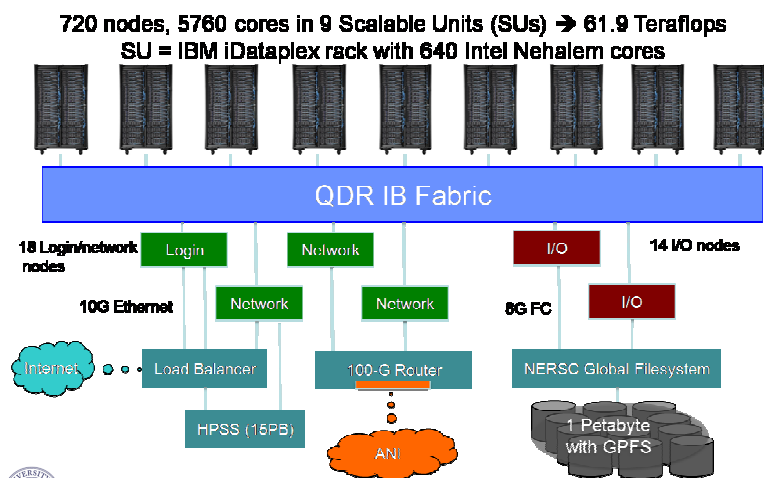 720 nodes, 5760 cores in 9 Scalable Units (SUs) ➔ 61.9 Teraflops
SU = IBM iDataplex rack with 640 Intel Nehalem cores
QDR IB Fabric
18 Login/network
nodes
Login
Network
I/O
14 I/O nodes
10G Ethernet
Network
Network
8G FC
I/O
Internet
Load Balancer
100-G Router
NERSC Global Filesystem
HPSS (15PB)
ANI
1 Petabyte
with GPFS